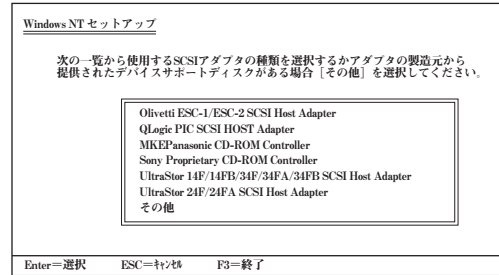 Windows NT セットアップ
次の一覧から使用するSCSIアダプタの種類を選択するかアダプタの製造元から
提供されたデバイスサポートディスクがある場合［その他］を選択してください。
Olivetti ESC-1/ESC-2 SCSI Host Adapter
QLogic PIC SCSI HOST Adapter
MKEPanasonic CD-ROM Controller
Sony Proprietary CD-ROM Controller
UltraStor 14F/14FB/34F/34FA/34FB SCSI Host Adapter
UltraStor 24F/24FA SCSI Host Adapter
その他
Enter＝選択 ESC＝ｷｬﾝｾﾙ F3＝終了